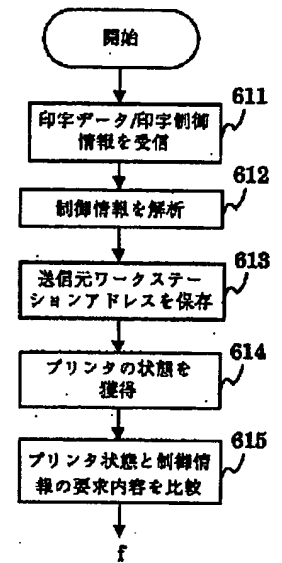 開始
611
印字データ/印字制御
情報を受信
612
制御情報を解析
613
送信元ワークステー
ションアドレスを保存
614
プリンタの状態を
獲得
615
プリンタ状態と制御情
報の要求内容を比較
f